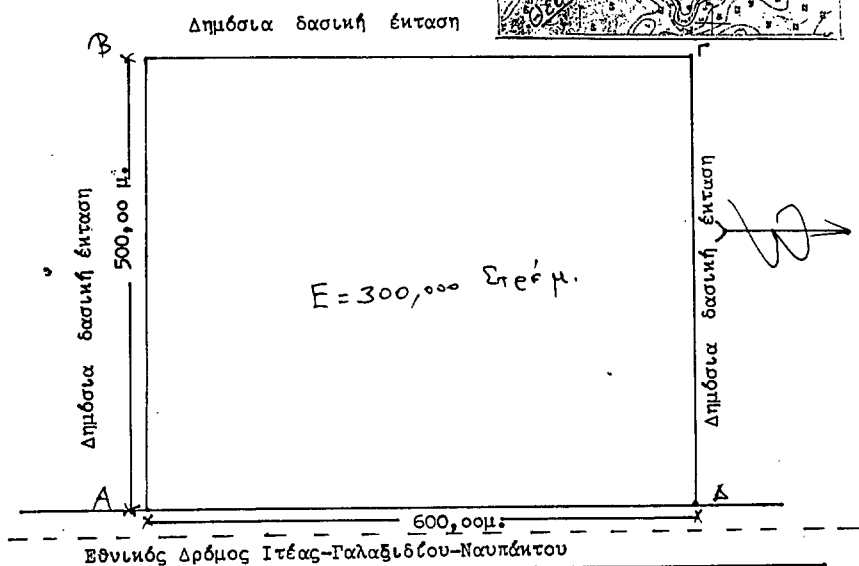 Δημόσια δασική έκταση
Β
Γ
Δημόσια δασική έκταση
500,00 μ.
Ε = 300,000 Στρέμ.
Δημόσια δασική έκταση
Α
Δ
600,00μ.
Εθνικός Δρόμος Ιτέας-Γαλαξιδίου-Ναυπάκτου